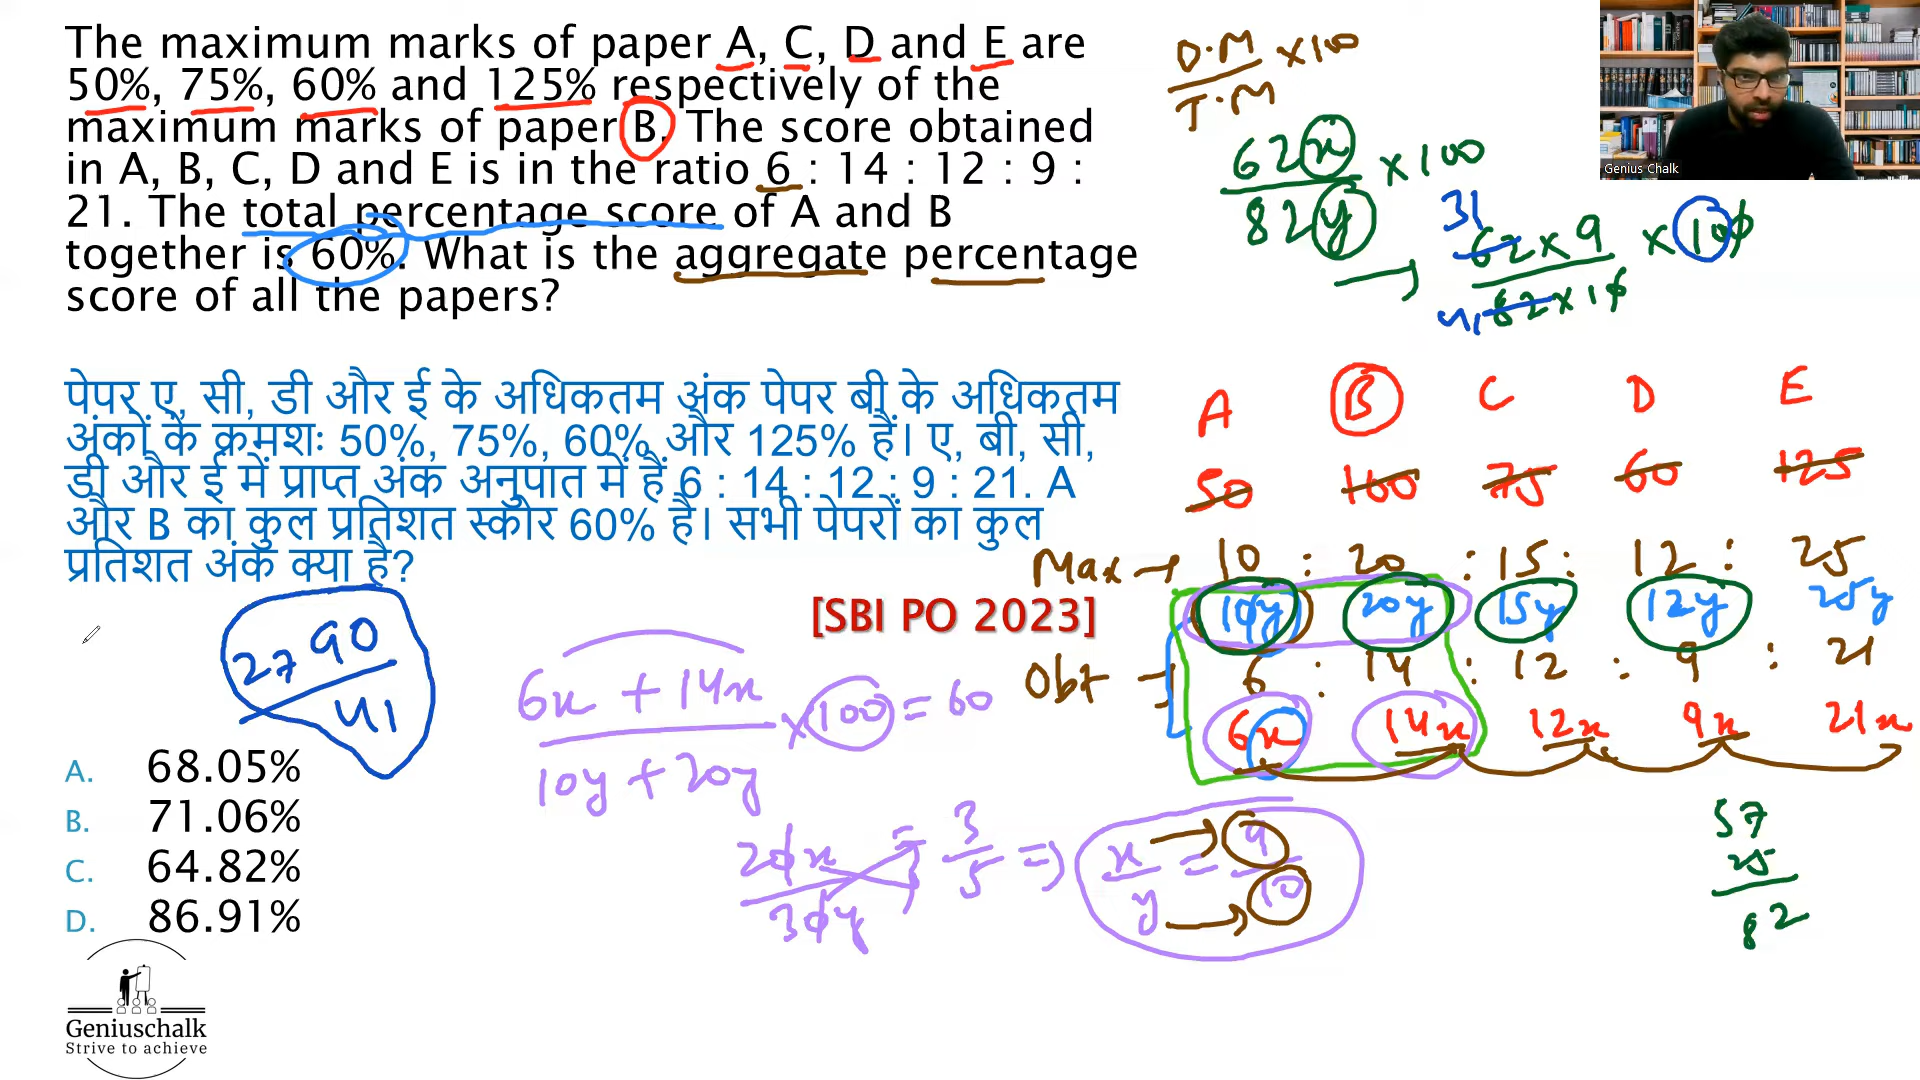 The maximum marks of paper A, C, D and E are
50%, 75%, 60% and 125% respectively of the
maximum marks of paper B. The score obtained
in A, B, C, D and E is in the ratio 6 : 14 : 12 : 9 :
21. The total percentage score of A and B
together is 60%. What is the aggregate percentage
score of all the papers?
पेपर ए, सी, डी और ई के अधिकतम अंक पेपर बी के अधिकतम
अंकों के क्रमशः 50%, 75%, 60% और 125% हैं। ए, बी, सी,
डी और ई में प्राप्त अंक अनुपात में हैं 6 : 14 : 12 : 9 : 21. A
और B का कुल प्रतिशत स्कोर 60% है। सभी पेपरों का कुल
प्रतिशत अंक क्या है?
[SBI PO 2023]
2790
41
A. 68.05%
B. 71.06%
C. 64.82%
D. 86.91%
Geniuschalk
Strive to achieve
6x + 14x
10y + 20y
× 100 = 60
20x
30y
= 3
5
⇒ x
y
= 9
10
O.M
T.M
× 100
62x
82y
× 100
31
62 × 9
41 82 × 10
× 100
A B C D E
50 100 75 60 125
Max → 10 : 20 : 15 : 12 : 25
10y 20y 15y 12y 25y
Obt → 6 : 14 : 12 : 9 : 21
6x 14x 12x 9x 21x
57
25
82
Genius Chalk